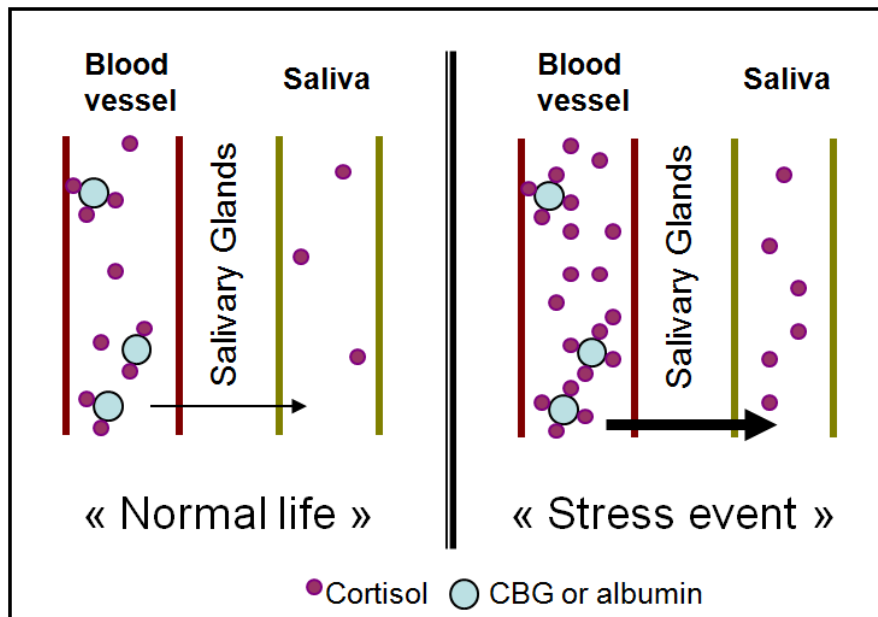 Blood
vessel
Saliva
Salivary Glands
« Normal life »
Blood
vessel
Saliva
Salivary Glands
« Stress event »
Cortisol
CBG or albumin